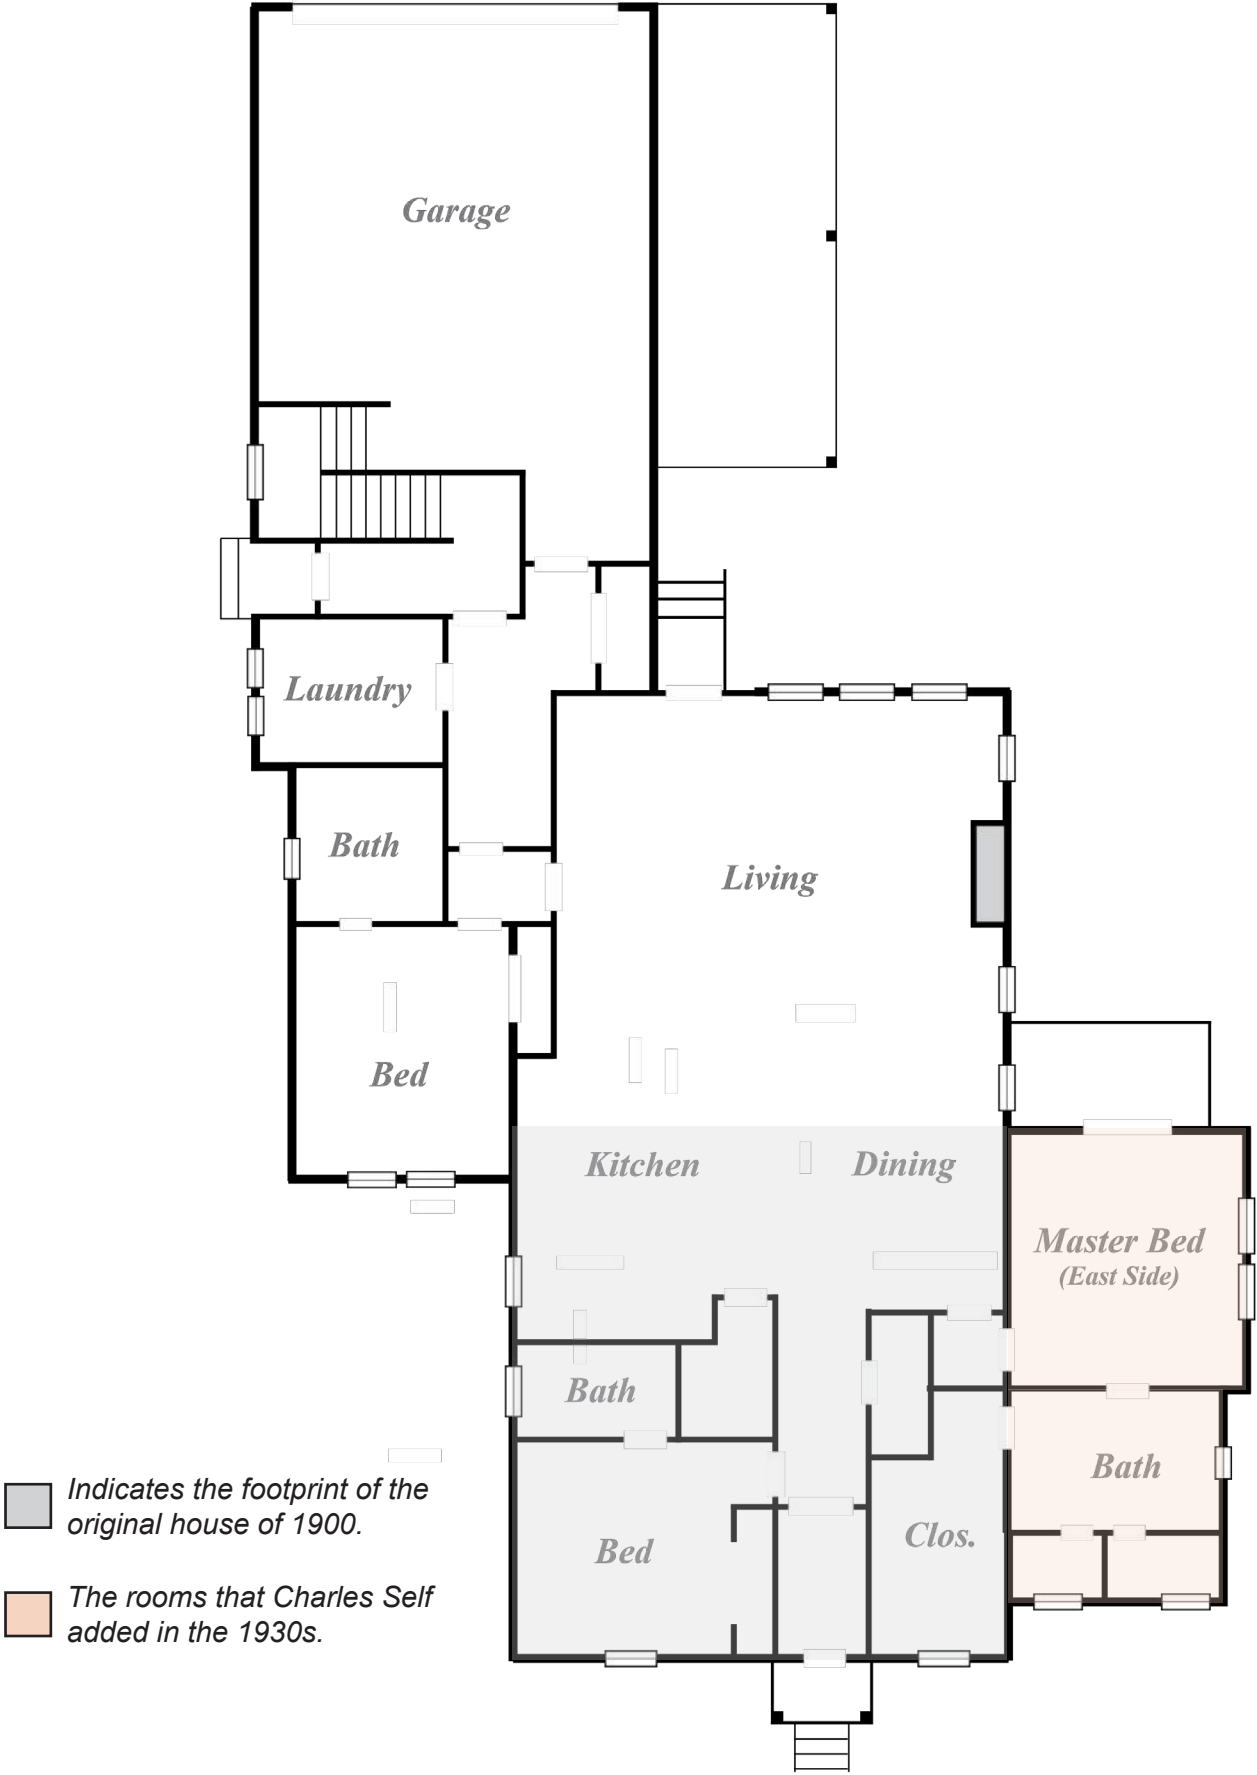 Garage
Laundry
Bath
Living
Bed
Kitchen
Dining
Master Bed
(East Side)
Bath
Bath
Bed
Clos.
Indicates the footprint of the
original house of 1900.
The rooms that Charles Self
added in the 1930s.